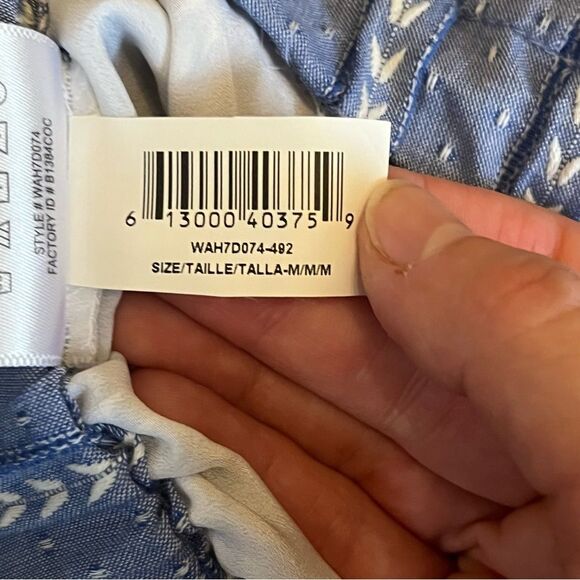 STYLE # WAH7D074
FACTORY ID # B1384COC
6 13000 40375 9
WAH7D074-492
SIZE/TAILLE/TALLA-M/M/M